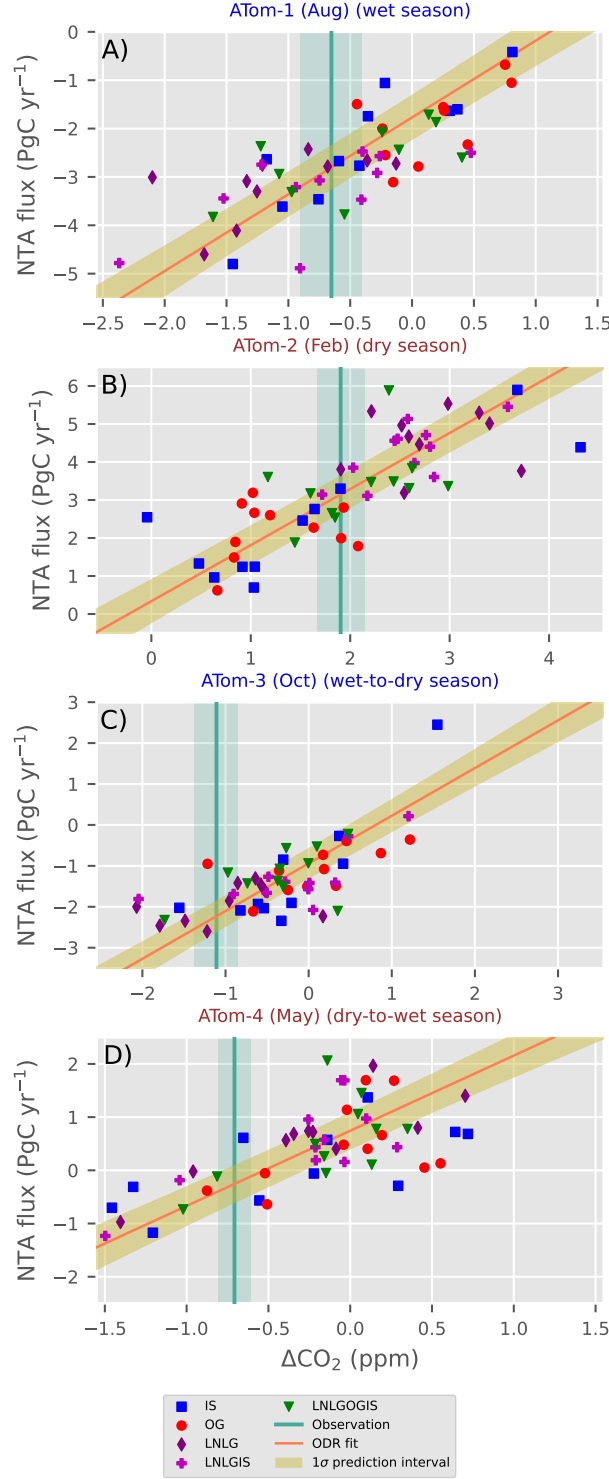 ATom-1 (Aug) (wet season)
A)
NTA flux (PgC yr⁻¹)
0
−1
−2
−3
−4
−5
−2.5 −2.0 −1.5 −1.0 −0.5 0.0 0.5 1.0 1.5
ATom-2 (Feb) (dry season)
B)
NTA flux (PgC yr⁻¹)
6
5
4
3
2
1
0
0 1 2 3 4
ATom-3 (Oct) (wet-to-dry season)
C)
NTA flux (PgC yr⁻¹)
3
2
1
0
−1
−2
−3
−2 −1 0 1 2 3
ATom-4 (May) (dry-to-wet season)
D)
NTA flux (PgC yr⁻¹)
2
1
0
−1
−2
−1.5 −1.0 −0.5 0.0 0.5 1.0 1.5
ΔCO₂ (ppm)
IS
OG
LNLG
LNLGIS
LNLGOGIS
Observation
ODR fit
1σ prediction interval